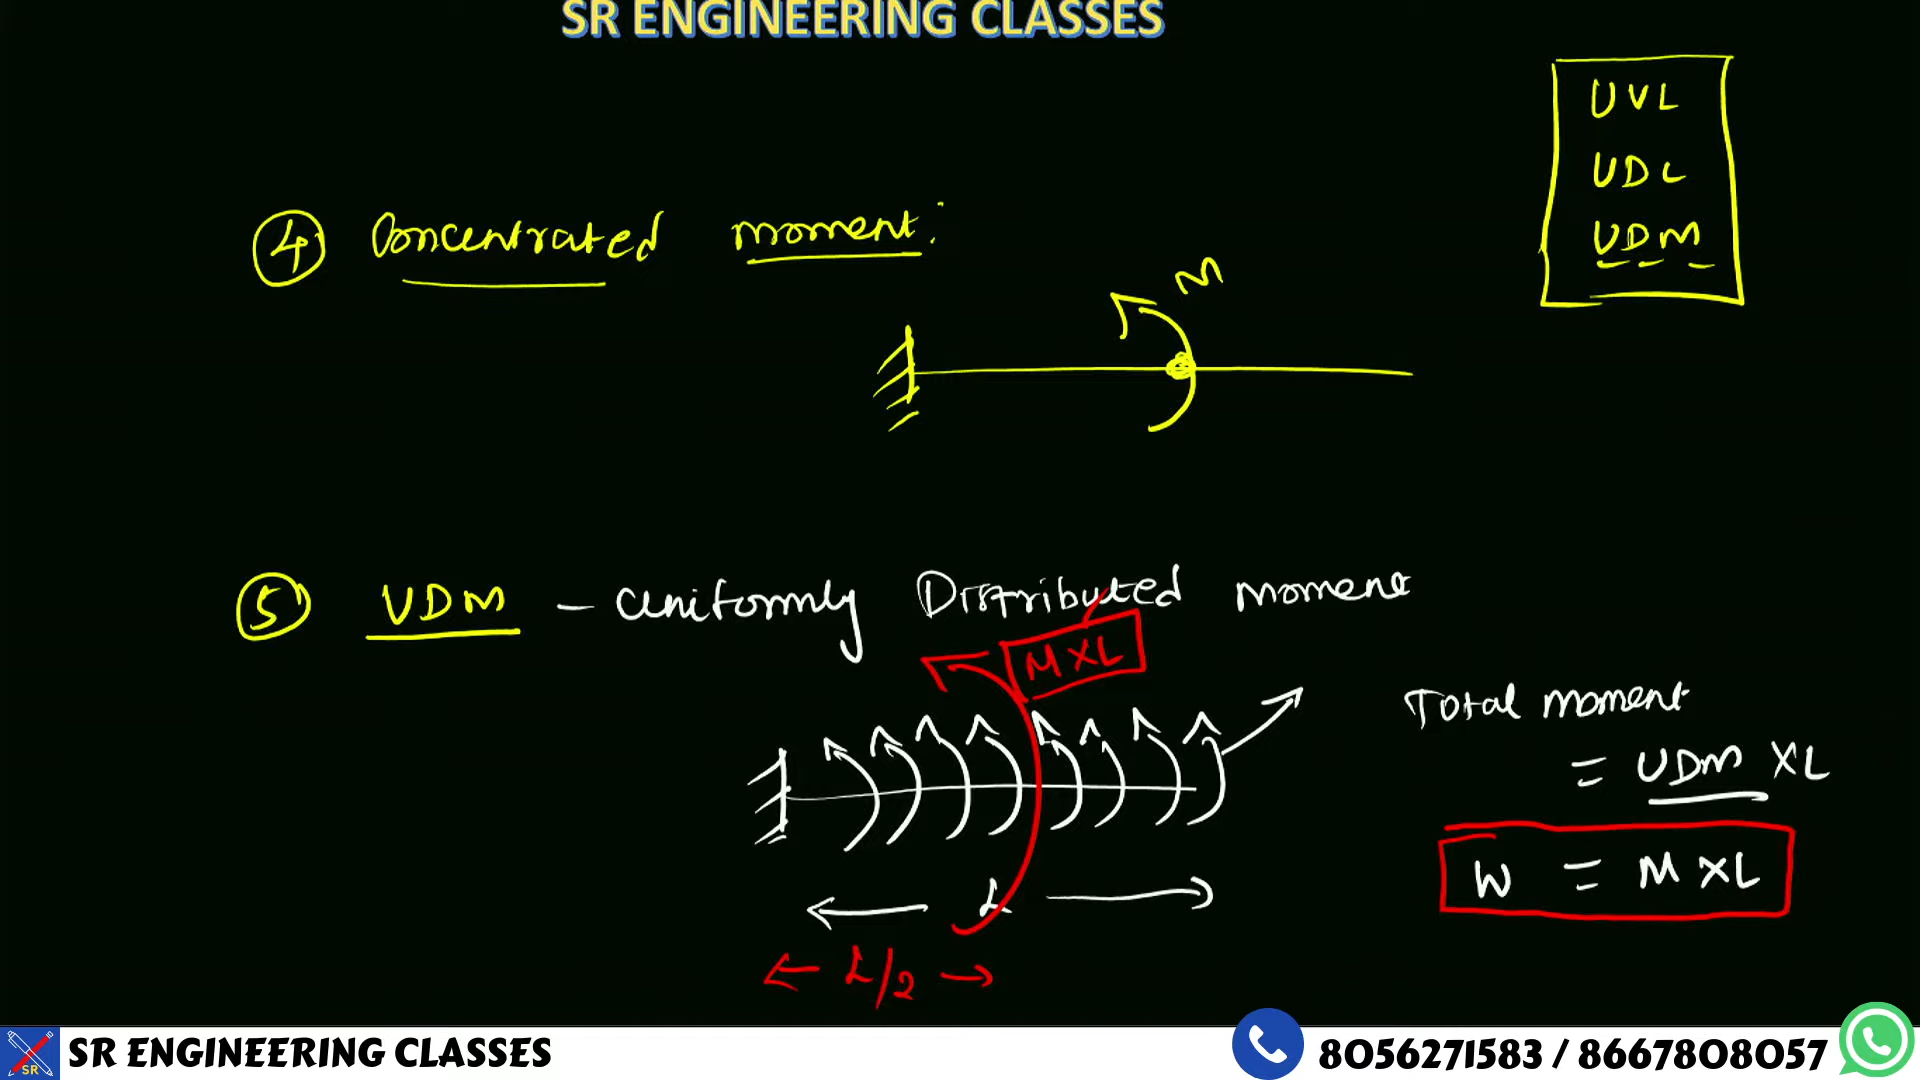 SR ENGINEERING CLASSES
UVL
UDL
UDM
④ Concentrated moment:
M
⑤ UDM - Uniformly Distributed moment
M×L
Total moment
= UDM ×L
W = M×L
L
L/2
SR
SR ENGINEERING CLASSES
8056271583 / 8667808057